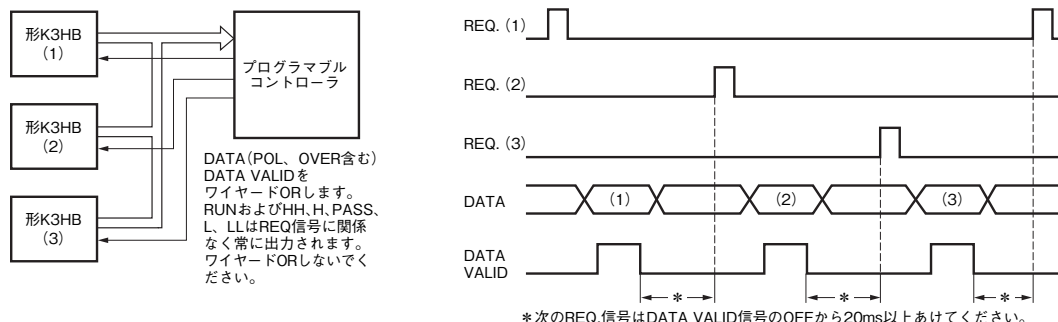 形K3HB
(1)
形K3HB
(2)
形K3HB
(3)
プログラマブル
コントローラ
DATA(POL、OVER含む)
DATA VALIDを
ワイヤードORします。
RUNおよびHH、H、PASS、
L、LLはREQ信号に関係
なく常に出力されます。
ワイヤードORしないでく
ださい。
REQ. (1)
REQ. (2)
REQ. (3)
DATA
(1)
(2)
(3)
DATA
VALID
*
*
*
*次のREQ.信号はDATA VALID信号のOFFから20ms以上あけてください。